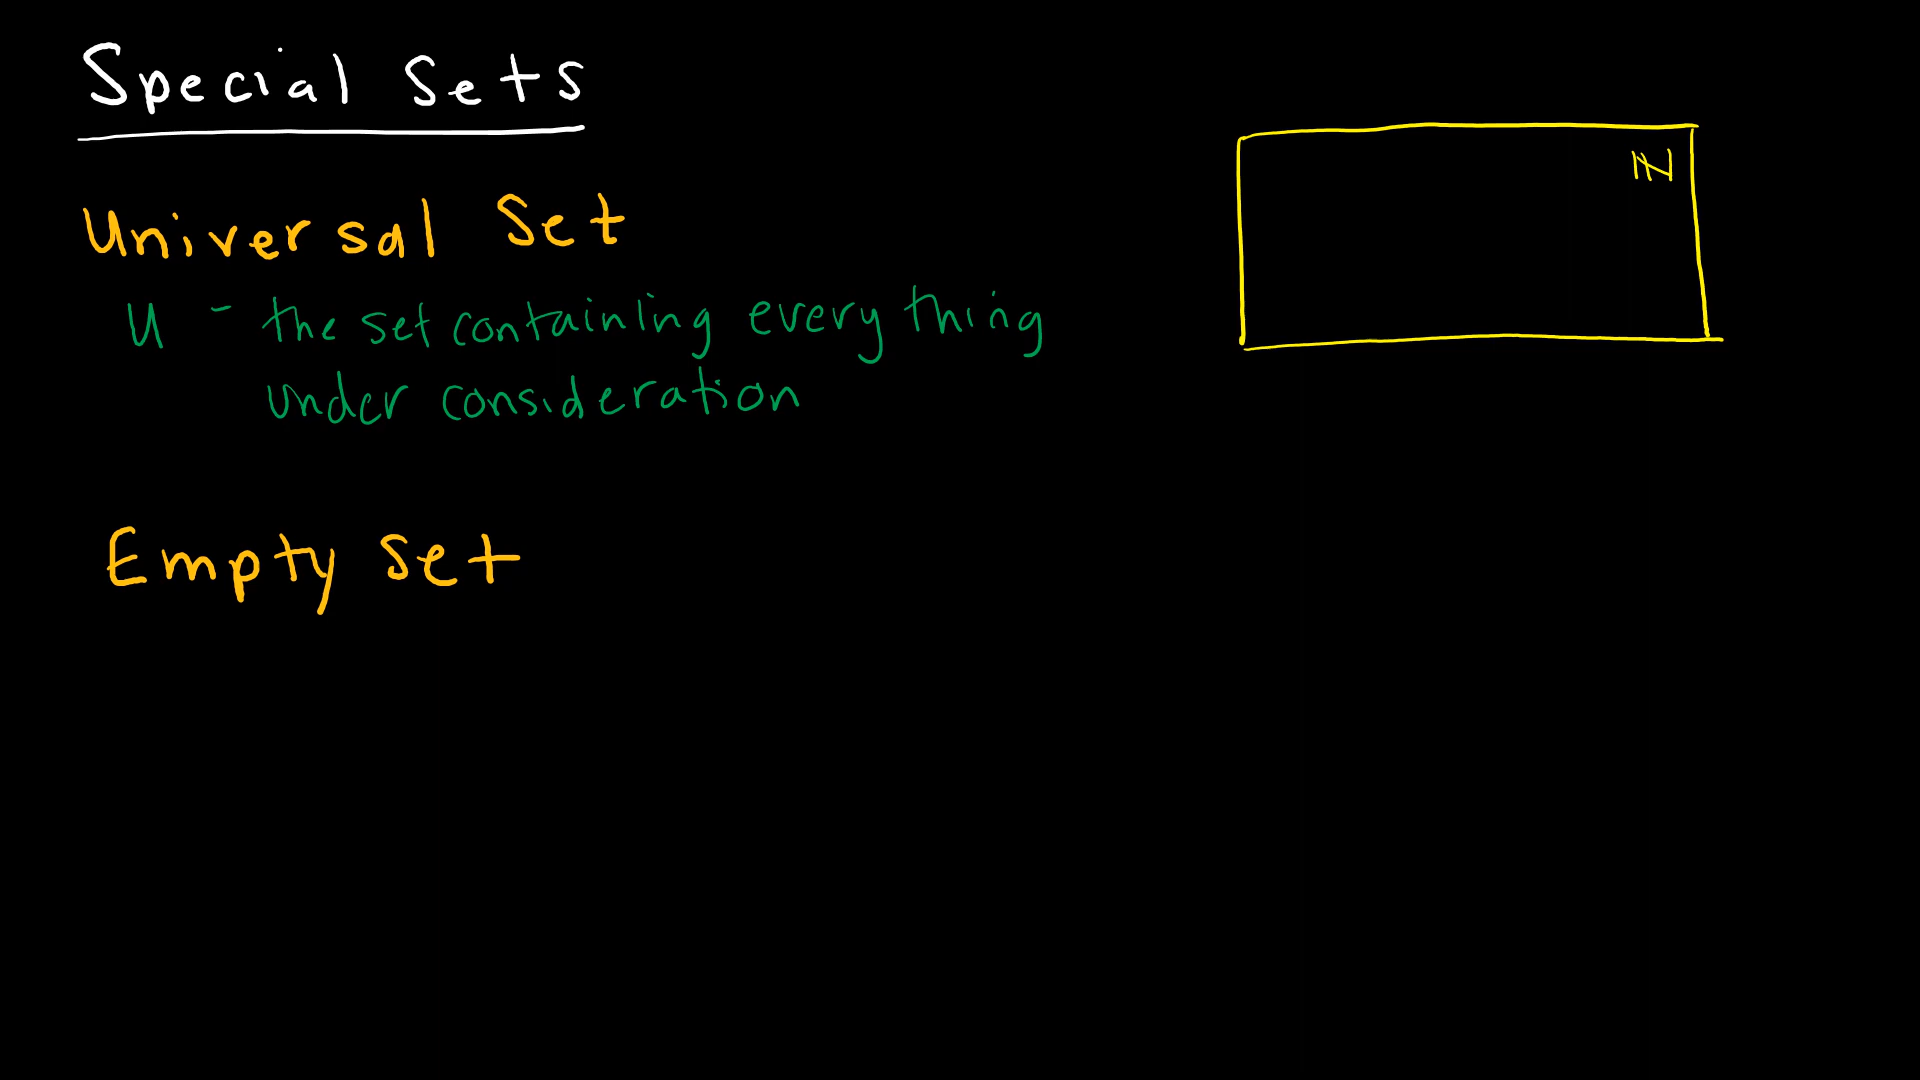 Special Sets
Universal Set
U - the set containing everything
under consideration
ℕ
Empty Set